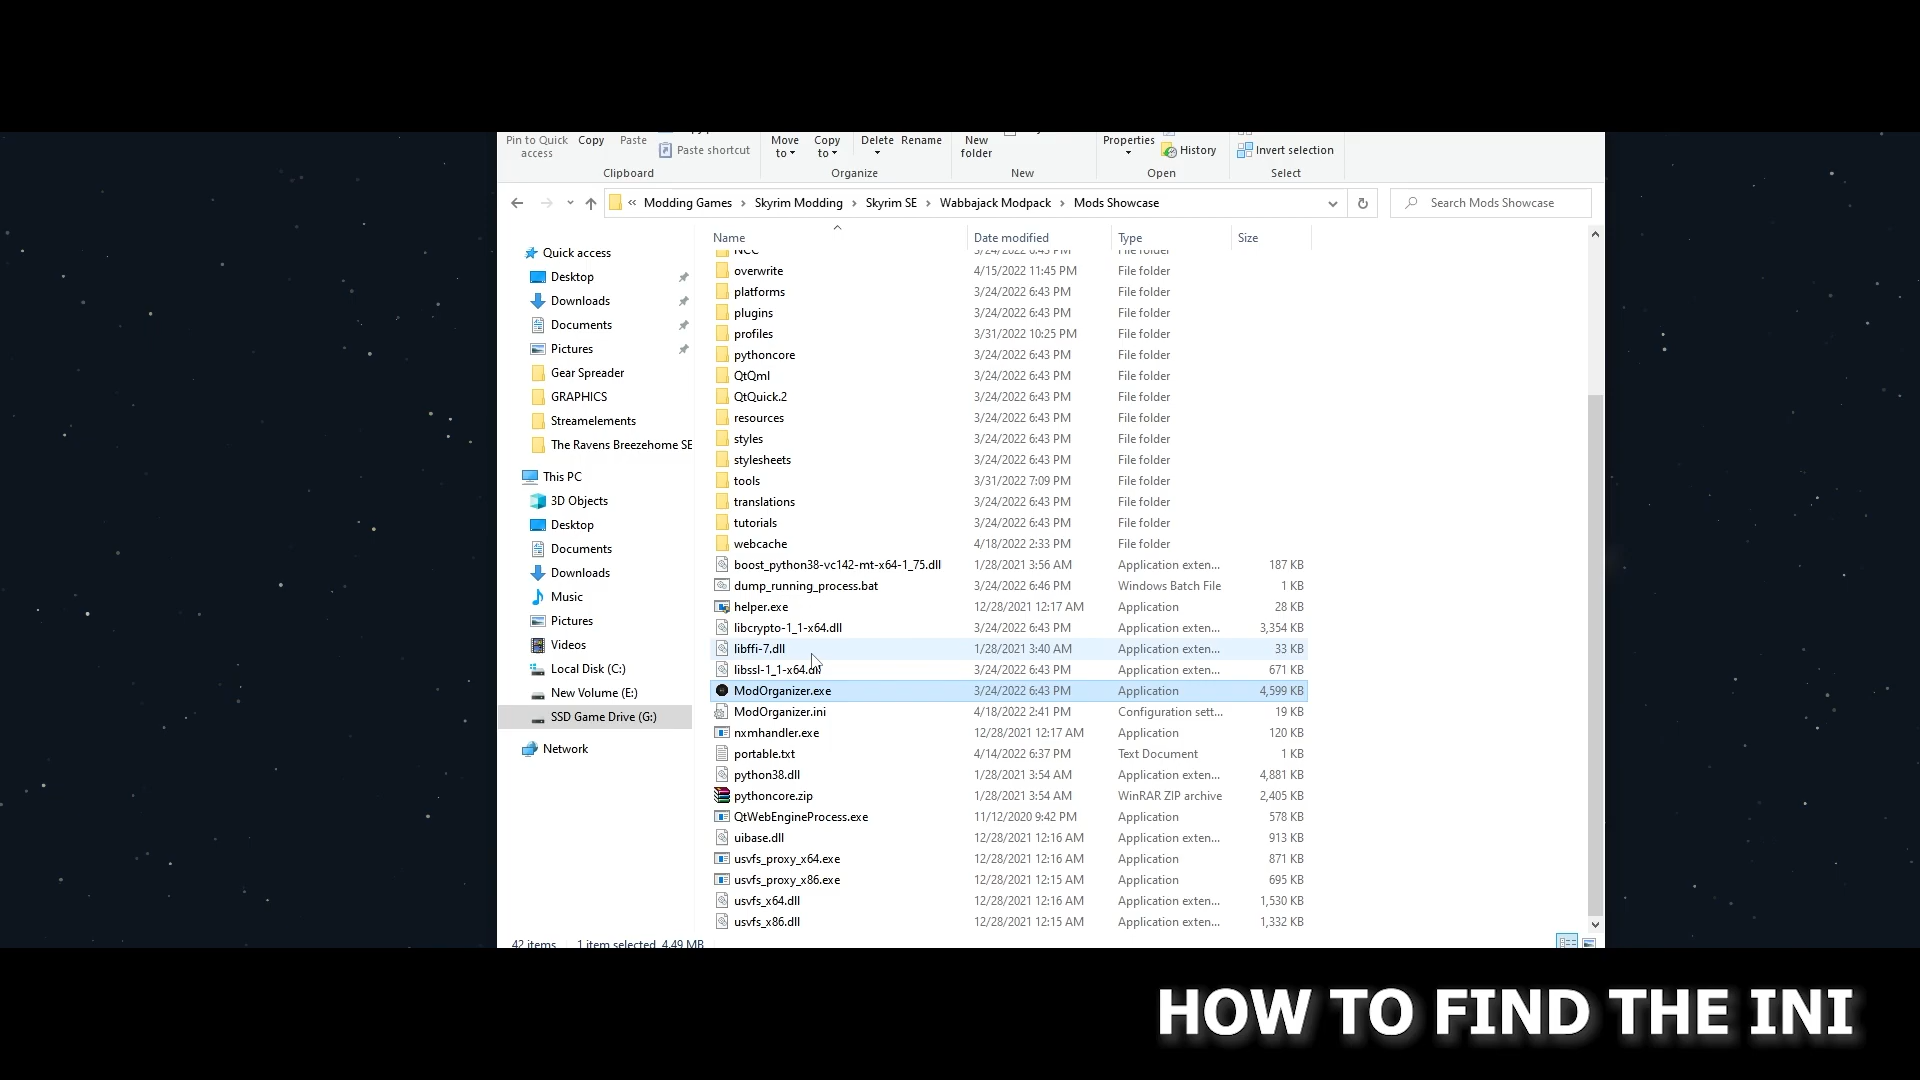 Pin to Quick access
Copy
Paste
Paste shortcut
Clipboard
Move to
Copy to
Delete
Rename
Organize
New folder
New
Properties
History
Open
Invert selection
Select
« Modding Games › Skyrim Modding › Skyrim SE › Wabbajack Modpack › Mods Showcase
Search Mods Showcase
Quick access
Desktop
Downloads
Documents
Pictures
Gear Spreader
GRAPHICS
Streamelements
The Ravens Breezehome SE
This PC
3D Objects
Desktop
Documents
Downloads
Music
Pictures
Videos
Local Disk (C:)
New Volume (E:)
SSD Game Drive (G:)
Network
Name Date modified Type Size
NCC 3/24/2022 6:43 PM File folder
overwrite 4/15/2022 11:45 PM File folder
platforms 3/24/2022 6:43 PM File folder
plugins 3/24/2022 6:43 PM File folder
profiles 3/31/2022 10:25 PM File folder
pythoncore 3/24/2022 6:43 PM File folder
QtQml 3/24/2022 6:43 PM File folder
QtQuick.2 3/24/2022 6:43 PM File folder
resources 3/24/2022 6:43 PM File folder
styles 3/24/2022 6:43 PM File folder
stylesheets 3/24/2022 6:43 PM File folder
tools 3/31/2022 7:09 PM File folder
translations 3/24/2022 6:43 PM File folder
tutorials 3/24/2022 6:43 PM File folder
webcache 4/18/2022 2:33 PM File folder
boost_python38-vc142-mt-x64-1_75.dll 1/28/2021 3:56 AM Application exten... 187 KB
dump_running_process.bat 3/24/2022 6:46 PM Windows Batch File 1 KB
helper.exe 12/28/2021 12:17 AM Application 28 KB
libcrypto-1_1-x64.dll 3/24/2022 6:43 PM Application exten... 3,354 KB
libffi-7.dll 1/28/2021 3:40 AM Application exten... 33 KB
libssl-1_1-x64.dll 3/24/2022 6:43 PM Application exten... 671 KB
ModOrganizer.exe 3/24/2022 6:43 PM Application 4,599 KB
ModOrganizer.ini 4/18/2022 2:41 PM Configuration sett... 19 KB
nxmhandler.exe 12/28/2021 12:17 AM Application 120 KB
portable.txt 4/14/2022 6:37 PM Text Document 1 KB
python38.dll 1/28/2021 3:54 AM Application exten... 4,881 KB
pythoncore.zip 1/28/2021 3:54 AM WinRAR ZIP archive 2,405 KB
QtWebEngineProcess.exe 11/12/2020 9:42 PM Application 578 KB
uibase.dll 12/28/2021 12:16 AM Application exten... 913 KB
usvfs_proxy_x64.exe 12/28/2021 12:16 AM Application 871 KB
usvfs_proxy_x86.exe 12/28/2021 12:15 AM Application 695 KB
usvfs_x64.dll 12/28/2021 12:16 AM Application exten... 1,530 KB
usvfs_x86.dll 12/28/2021 12:15 AM Application exten... 1,332 KB
42 items 1 item selected 4.49 MB
HOW TO FIND THE INI